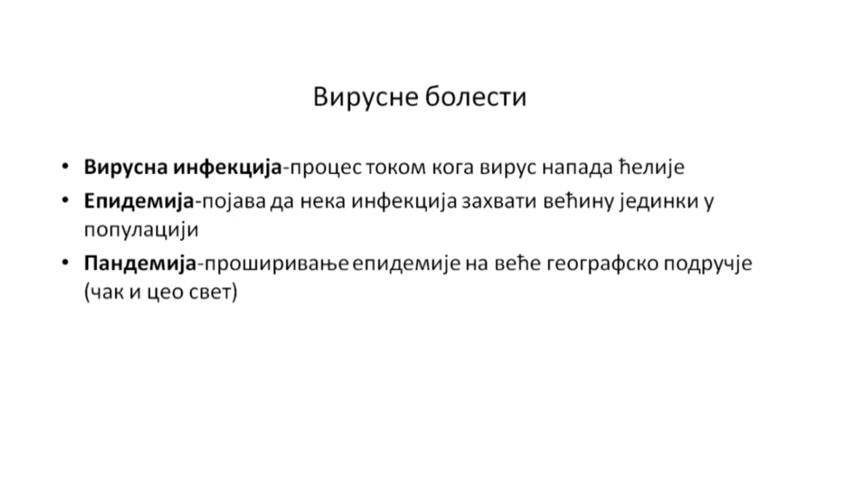 Вирусне болести
• Вирусна инфекција-процес током кога вирус напада ћелије
• Епидемија-појава да нека инфекција захвати већину јединки у
популацији
• Пандемија-проширивање епидемије на веће географско подручје
(чак и цео свет)